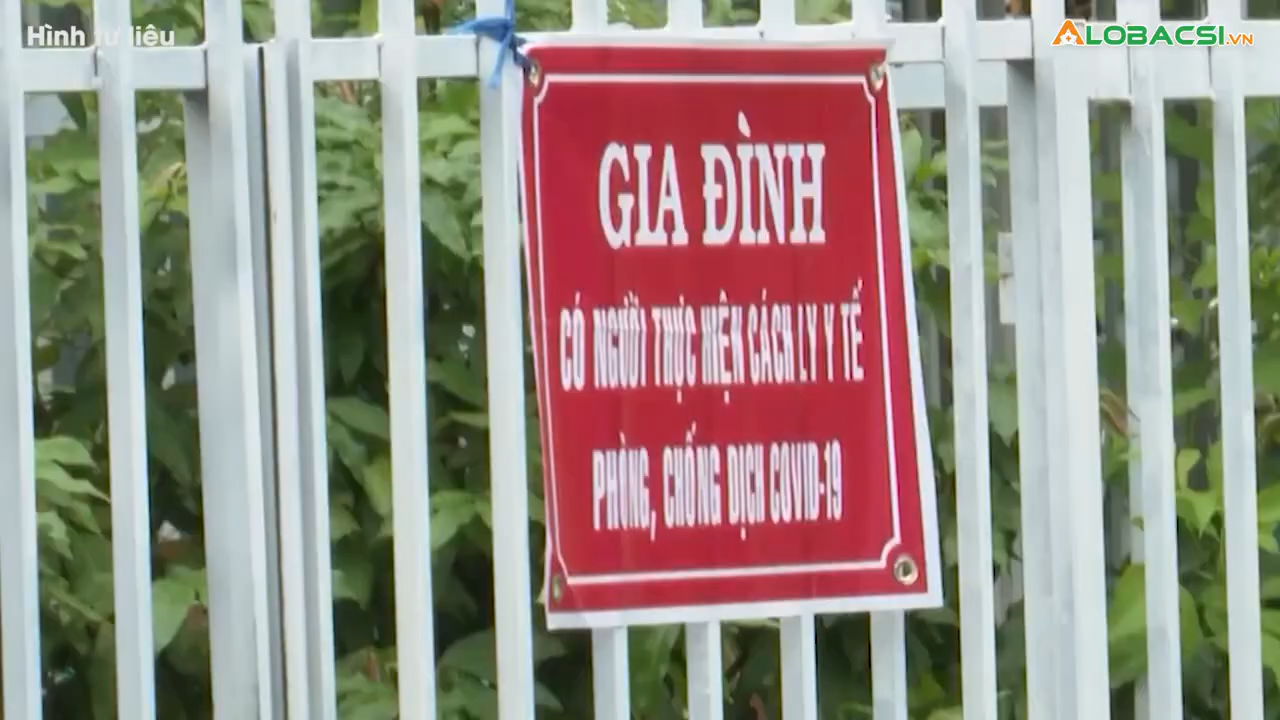 Hình tư liệu
ALOBACSI.VN
GIA ĐÌNH
CÓ NGƯỜI THỰC HIỆN CÁCH LY Y TẾ
PHÒNG, CHỐNG DỊCH COVID-19